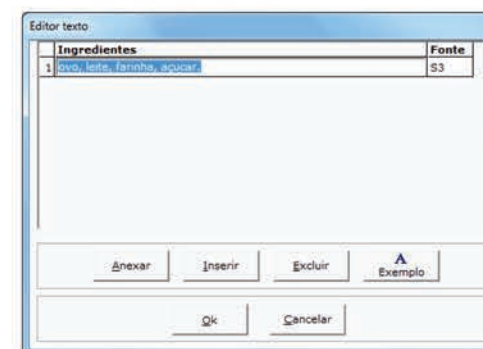 Editor texto
Ingredientes Fonte
1 ovo, leite, farinha, açucar. S3
Anexar Inserir Excluir A Exemplo
Ok Cancelar